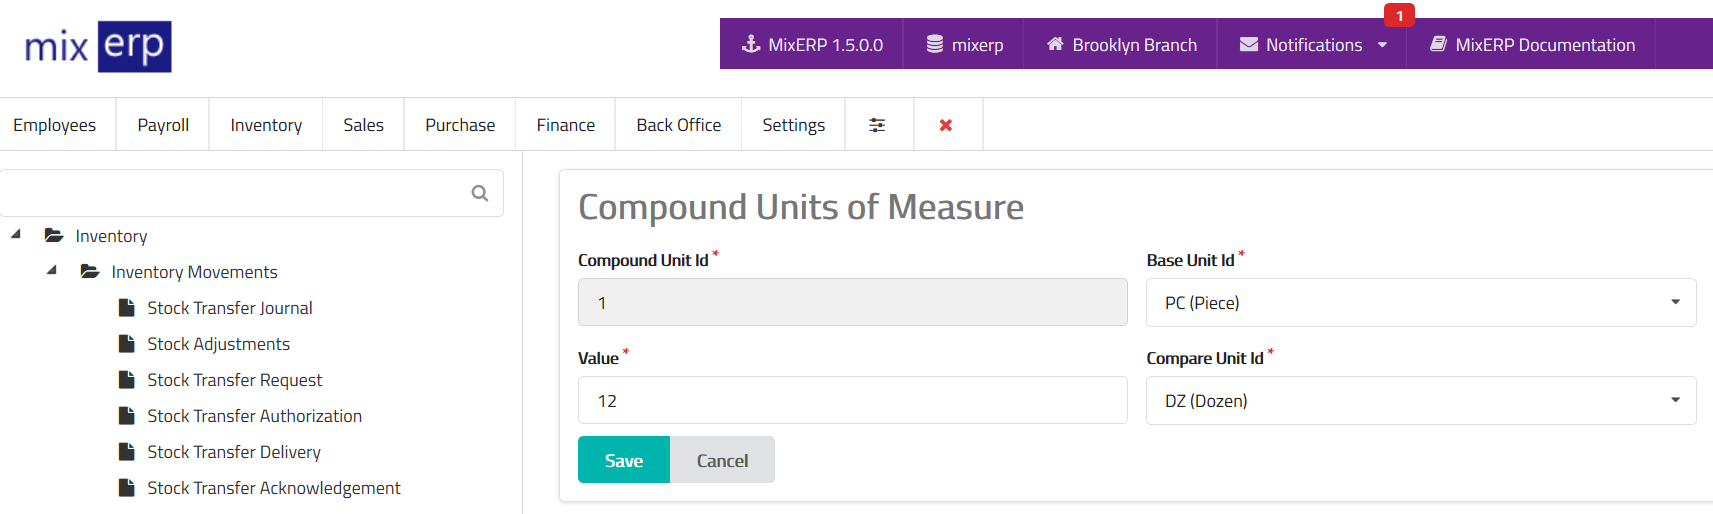 mix erp
1
MixERP 1.5.0.0 mixerp Brooklyn Branch Notifications MixERP Documentation
Employees Payroll Inventory Sales Purchase Finance Back Office Settings
Inventory
Inventory Movements
Stock Transfer Journal
Stock Adjustments
Stock Transfer Request
Stock Transfer Authorization
Stock Transfer Delivery
Stock Transfer Acknowledgement
Compound Units of Measure
Compound Unit Id *
1
Base Unit Id *
PC (Piece)
Value *
12
Compare Unit Id *
DZ (Dozen)
Save Cancel